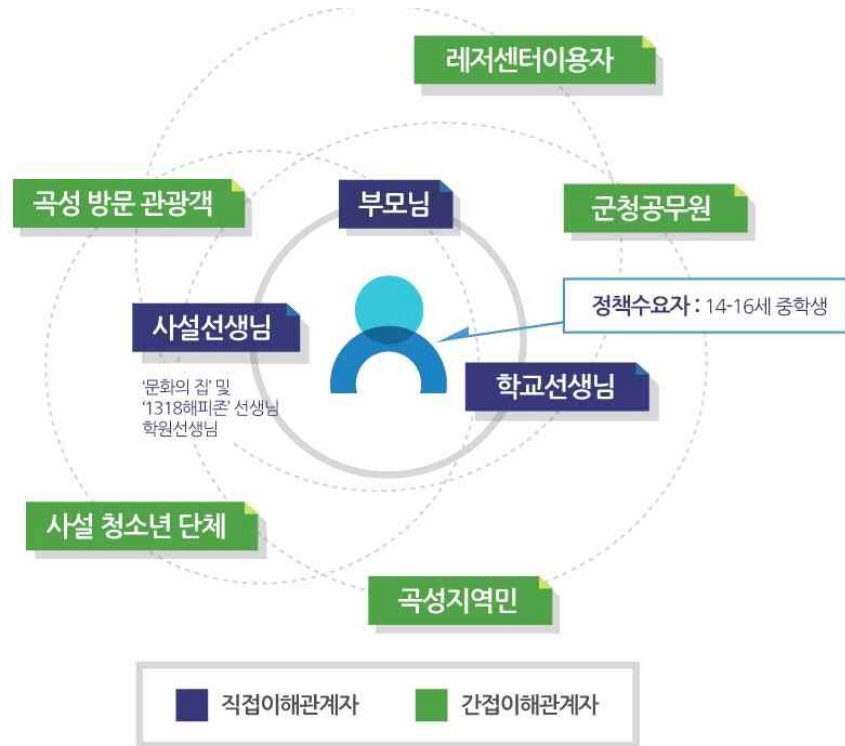 레저센터이용자
곡성 방문 관광객
부모님
군청공무원
정책수요자 : 14-16세 중학생
사설선생님
'문화의 집' 및
'1318해피존' 선생님
학원선생님
학교선생님
사설 청소년 단체
곡성지역민
직접이해관계자
간접이해관계자